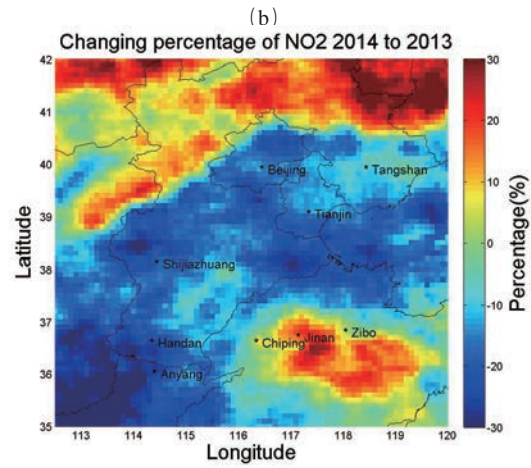 (b)
Changing percentage of NO2 2014 to 2013
42
41
40
39
38
37
36
35
Latitude
Beijing
Tangshan
Tianjin
Shijiazhuang
Zibo
Jinan
Handan
Chiping
Anyang
113 114 115 116 117 118 119 120
Longitude
30
20
10
0
-10
-20
-30
Percentage(%)